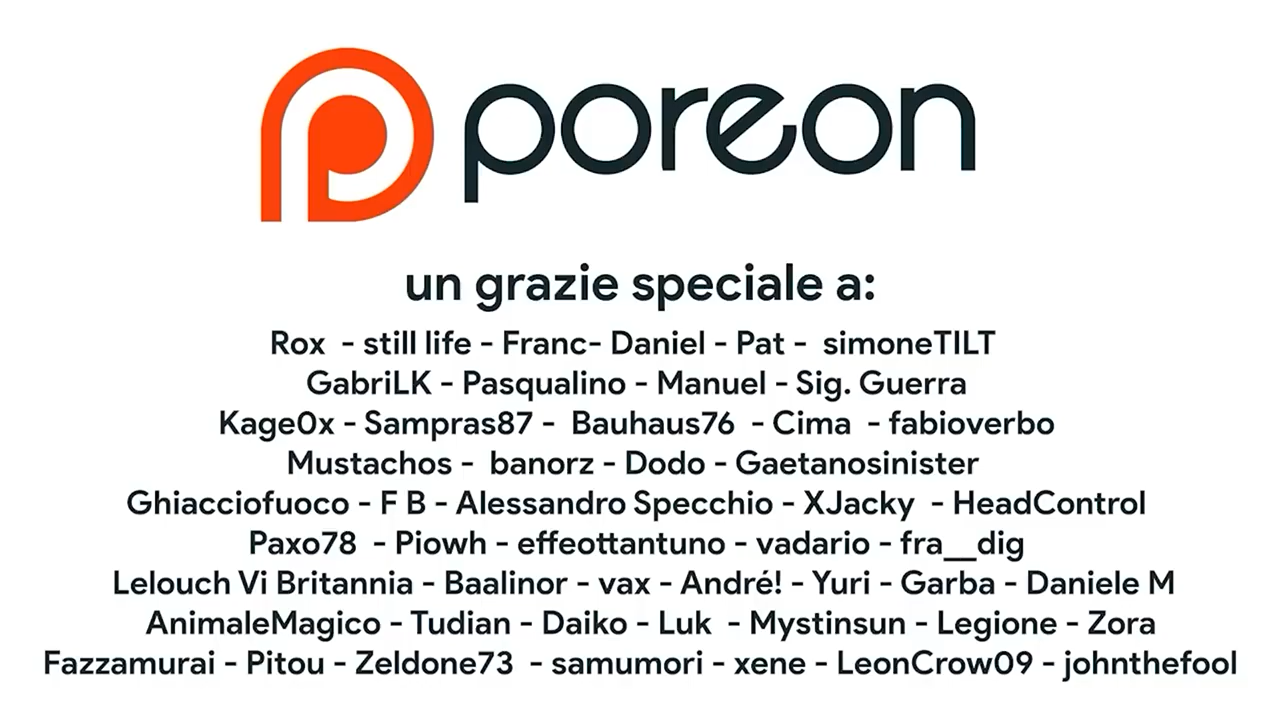 poreon
un grazie speciale a:
Rox - still life - Franc- Daniel - Pat - simoneTILT
GabriLK - Pasqualino - Manuel - Sig. Guerra
Kage0x - Sampras87 - Bauhaus76 - Cima - fabioverbo
Mustachos - banorz - Dodo - Gaetanosinister
Ghiacciofuoco - F B - Alessandro Specchio - XJacky - HeadControl
Paxo78 - Piowh - effeottantuno - vadario - fra__dig
Lelouch Vi Britannia - Baalinor - vax - André! - Yuri - Garba - Daniele M
AnimaleMagico - Tudian - Daiko - Luk - Mystinsun - Legione - Zora
Fazzamurai - Pitou - Zeldone73 - samumori - xene - LeonCrow09 - johnthefool